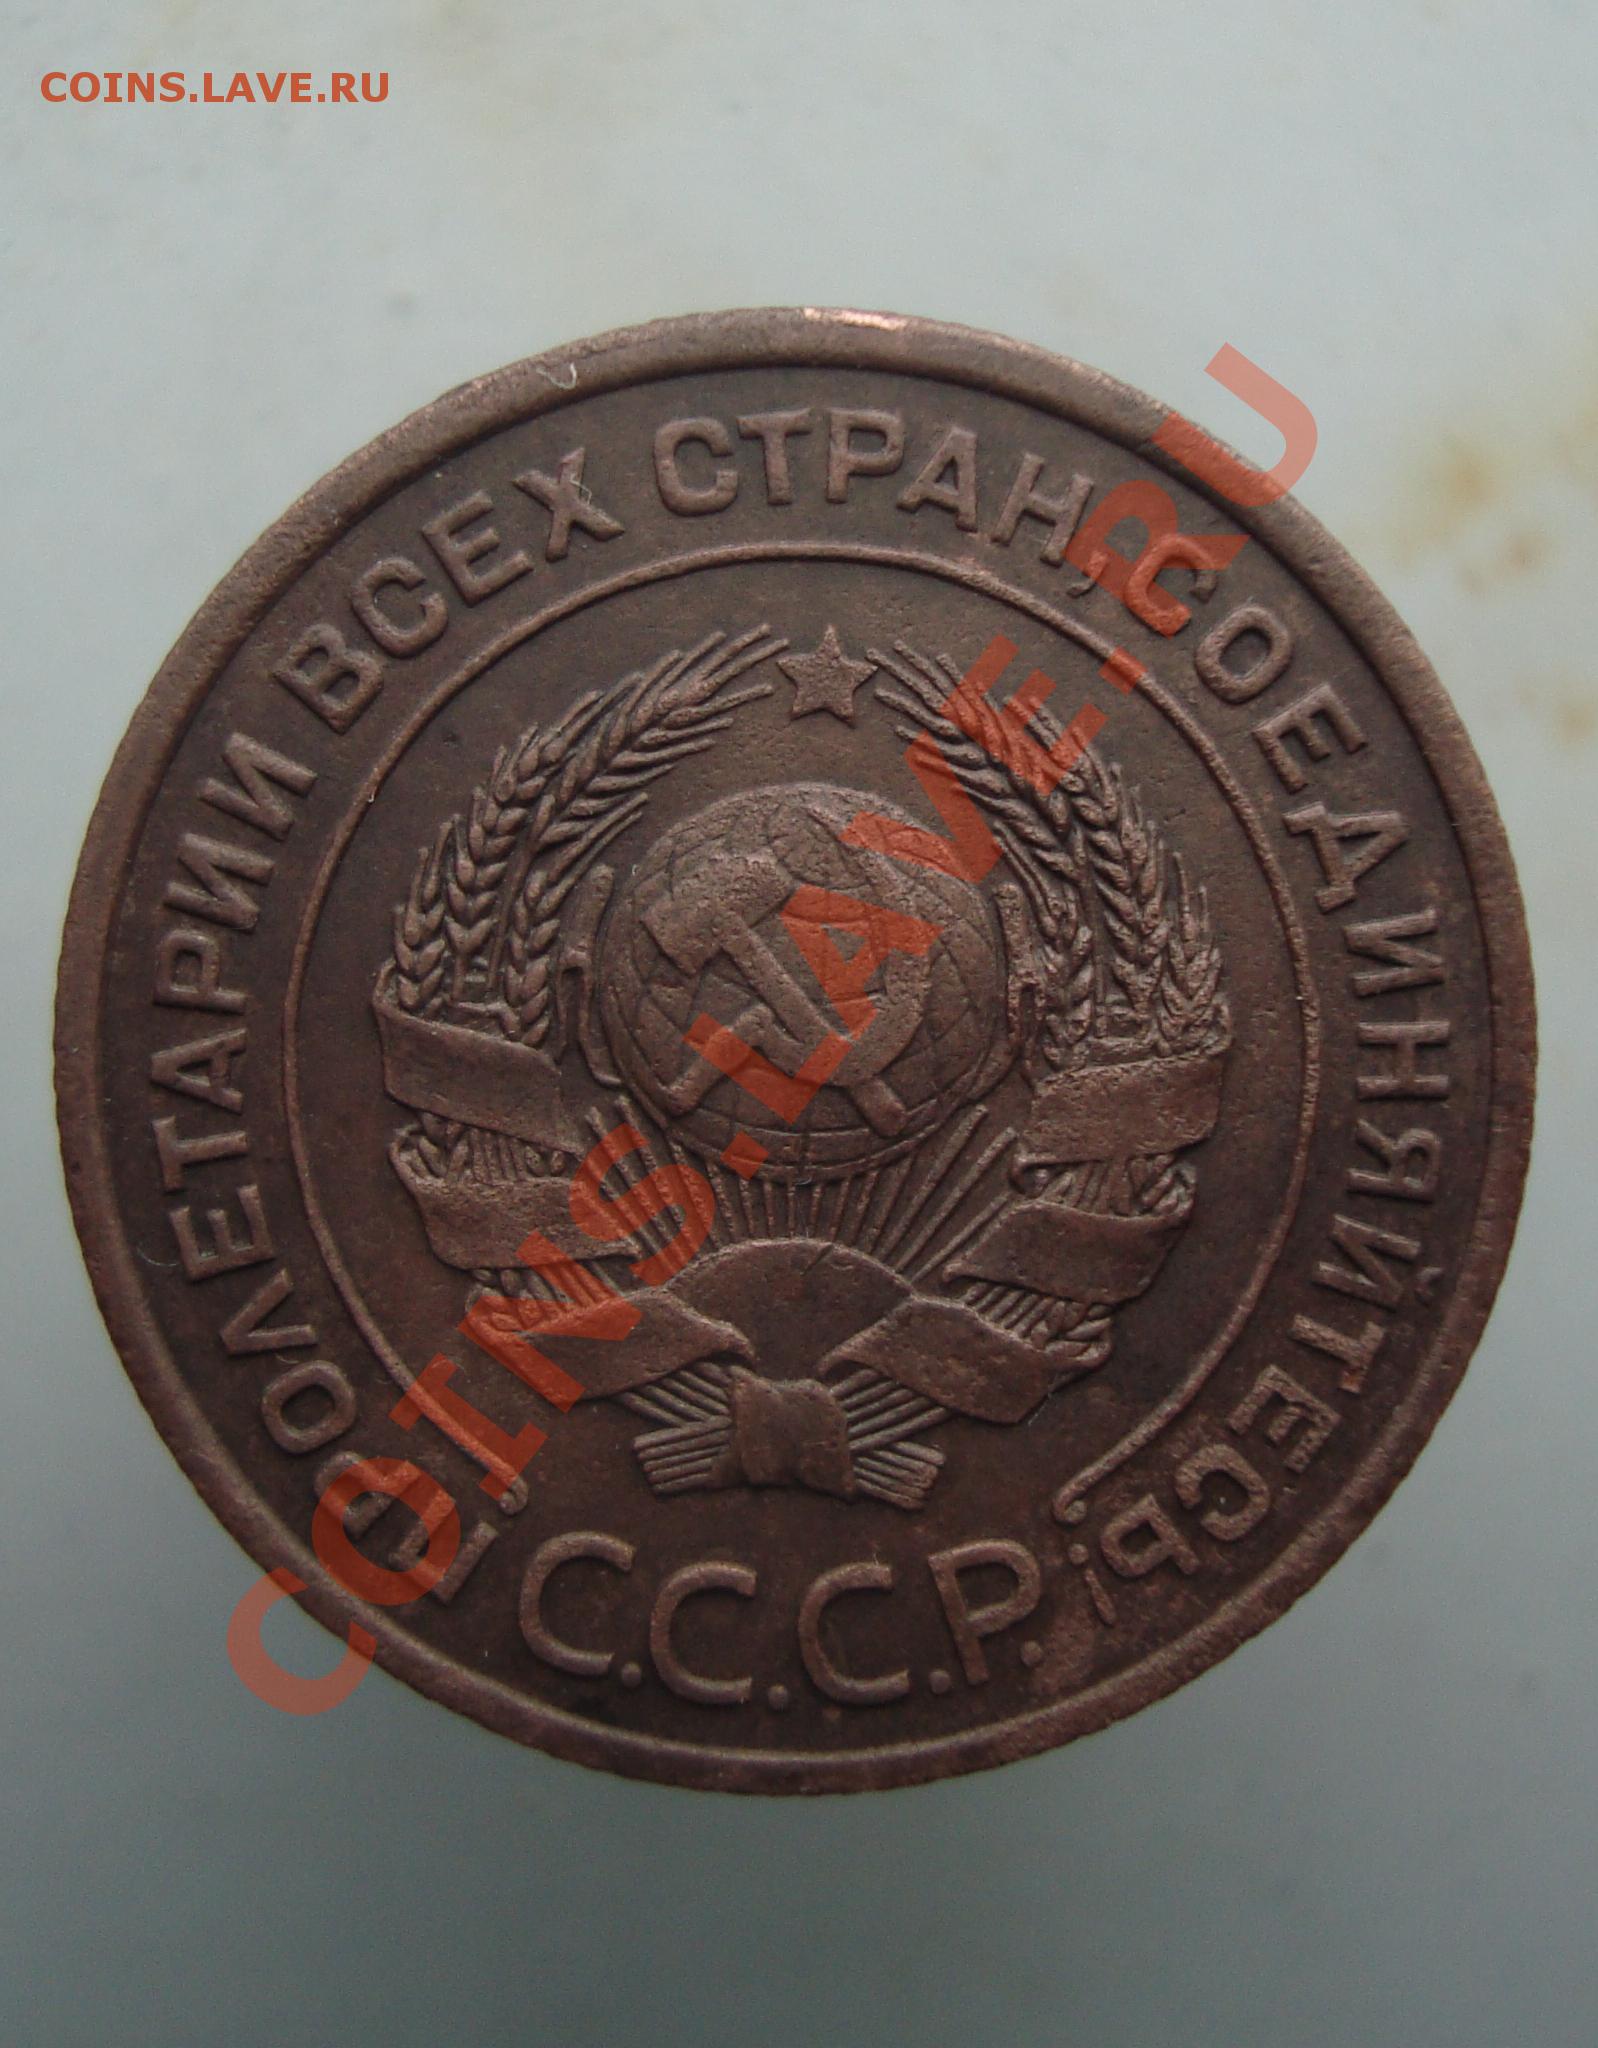 COINS.LAVE.RU
ПРОЛЕТАРИИ ВСЕХ СТРАН, СОЕДИНЯЙТЕСЬ!
С.С.С.Р.
COINS.LAVE.RU